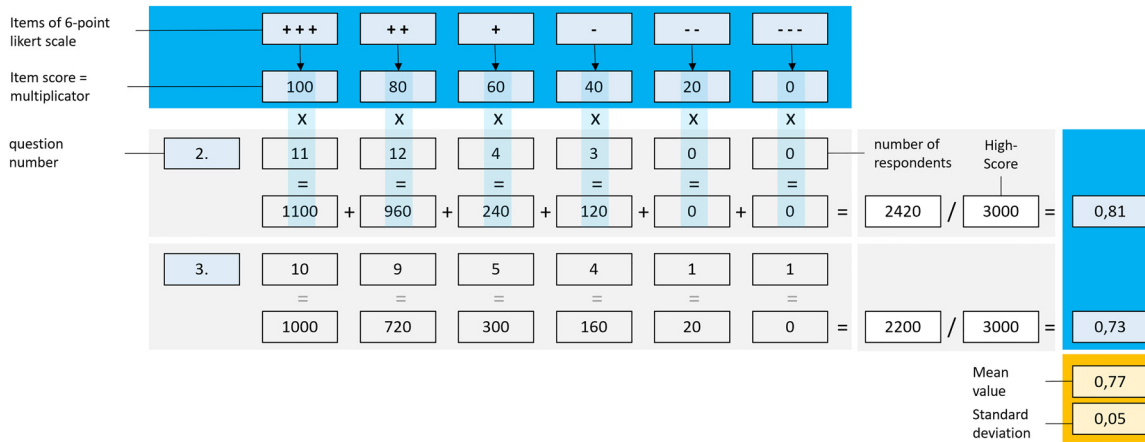 Items of 6-point
likert scale
+++ ++ + - -- ---
Item score =
multiplicator
100 80 60 40 20 0
x x x x x x
question
number
2. 11 12 4 3 0 0
number of
respondents
High-
Score
= = = = = =
1100 + 960 + 240 + 120 + 0 + 0 = 2420 / 3000 = 0,81
3. 10 9 5 4 1 1
= = = = = =
1000 720 300 160 20 0 = 2200 / 3000 = 0,73
Mean
value
0,77
Standard
deviation
0,05